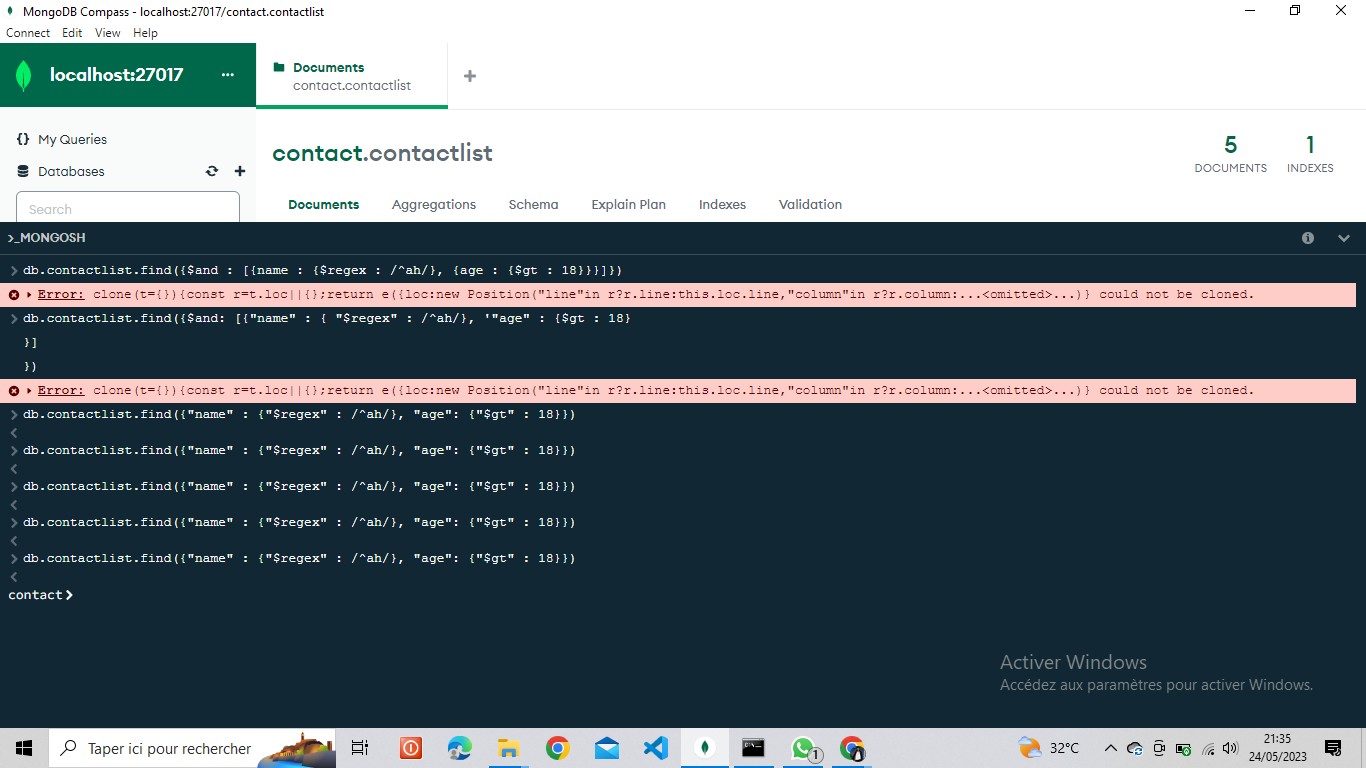 MongoDB Compass - localhost:27017/contact.contactlist
Connect Edit View Help
localhost:27017 ...
Documents
contact.contactlist
My Queries
Databases
Search
contact.contactlist
5
DOCUMENTS
1
INDEXES
Documents Aggregations Schema Explain Plan Indexes Validation
>_MONGOSH
db.contactlist.find({$and : [{name : {$regex : /^ah/}, {age : {$gt : 18}}}]})
Error: clone(t={}){const r=t.loc||{};return e({loc:new Position("line"in r?r.line:this.loc.line,"column"in r?r.column:...<omitted>...)} could not be cloned.
db.contactlist.find({$and: [{"name" : { "$regex" : /^ah/}, '"age" : {$gt : 18}
}]
})
Error: clone(t={}){const r=t.loc||{};return e({loc:new Position("line"in r?r.line:this.loc.line,"column"in r?r.column:...<omitted>...)} could not be cloned.
db.contactlist.find({"name" : {"$regex" : /^ah/}, "age": {"$gt" : 18}})
db.contactlist.find({"name" : {"$regex" : /^ah/}, "age": {"$gt" : 18}})
db.contactlist.find({"name" : {"$regex" : /^ah/}, "age": {"$gt" : 18}})
db.contactlist.find({"name" : {"$regex" : /^ah/}, "age": {"$gt" : 18}})
db.contactlist.find({"name" : {"$regex" : /^ah/}, "age": {"$gt" : 18}})
contact>
Activer Windows
Accédez aux paramètres pour activer Windows.
Taper ici pour rechercher
1
32°C
21:35
24/05/2023